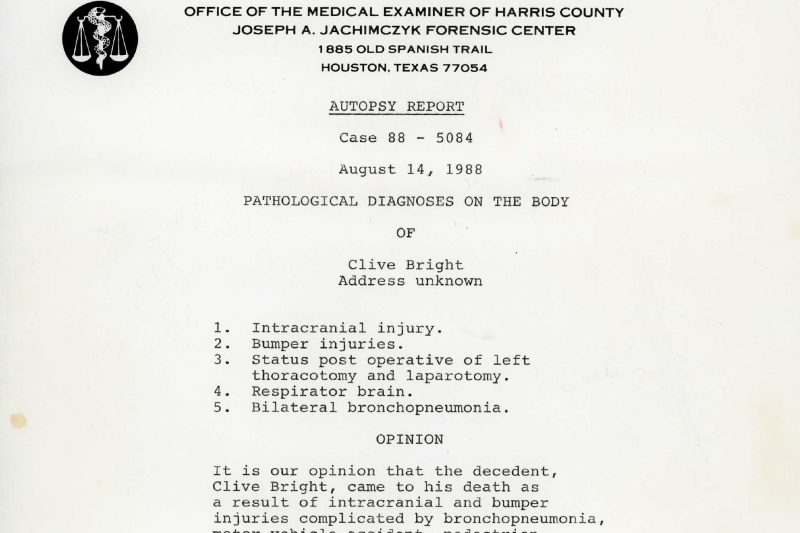 OFFICE OF THE MEDICAL EXAMINER OF HARRIS COUNTY
JOSEPH A. JACHIMCZYK FORENSIC CENTER
1885 OLD SPANISH TRAIL
HOUSTON, TEXAS 77054
AUTOPSY REPORT
Case 88 - 5084
August 14, 1988
PATHOLOGICAL DIAGNOSES ON THE BODY
OF
Clive Bright
Address unknown
1. Intracranial injury.
2. Bumper injuries.
3. Status post operative of left
thoracotomy and laparotomy.
4. Respirator brain.
5. Bilateral bronchopneumonia.
OPINION
It is our opinion that the decedent,
Clive Bright, came to his death as
a result of intracranial and bumper
injuries complicated by bronchopneumonia,
motor vehicle accident, pedestrian